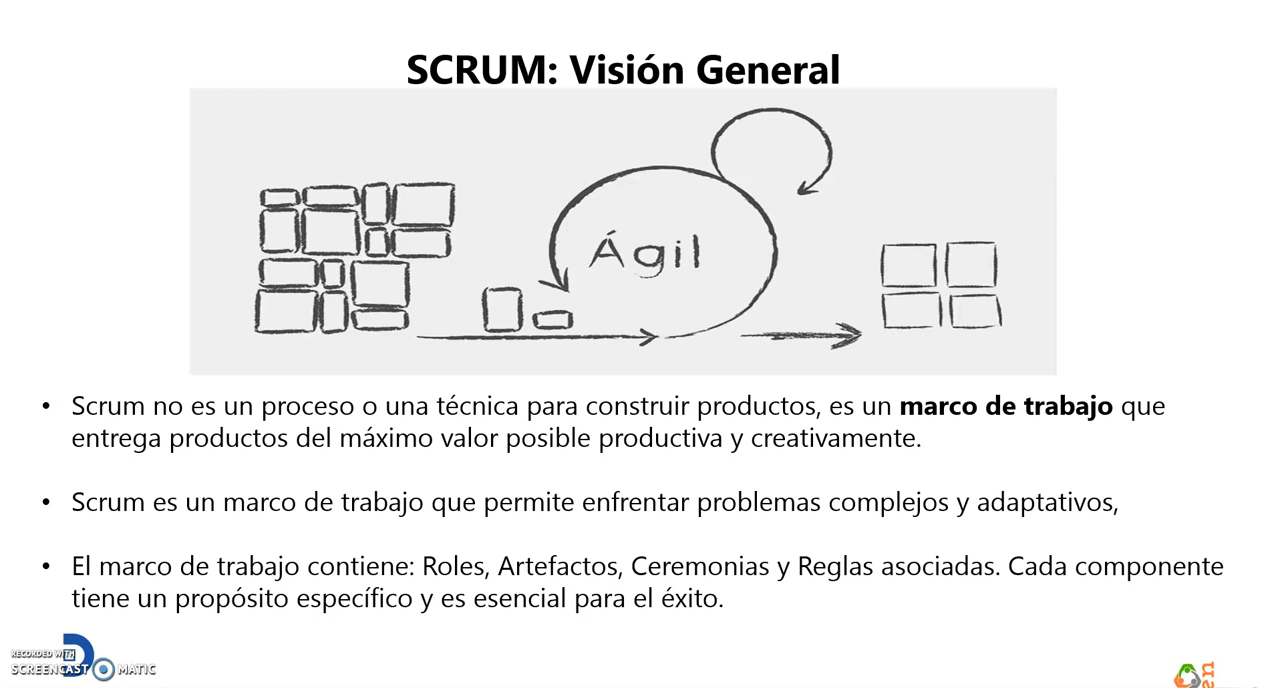 SCRUM: Visión General
Ágil
• Scrum no es un proceso o una técnica para construir productos, es un marco de trabajo que
entrega productos del máximo valor posible productiva y creativamente.
• Scrum es un marco de trabajo que permite enfrentar problemas complejos y adaptativos,
• El marco de trabajo contiene: Roles, Artefactos, Ceremonias y Reglas asociadas. Cada componente
tiene un propósito específico y es esencial para el éxito.
RECORDED WITH
SCREENCAST MATIC
en